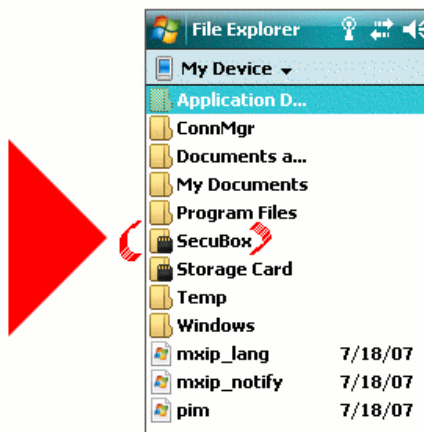 File Explorer
My Device
Application D...
ConnMgr
Documents a...
My Documents
Program Files
SecuBox
Storage Card
Temp
Windows
mxip_lang 7/18/07
mxip_notify 7/18/07
pim 7/18/07